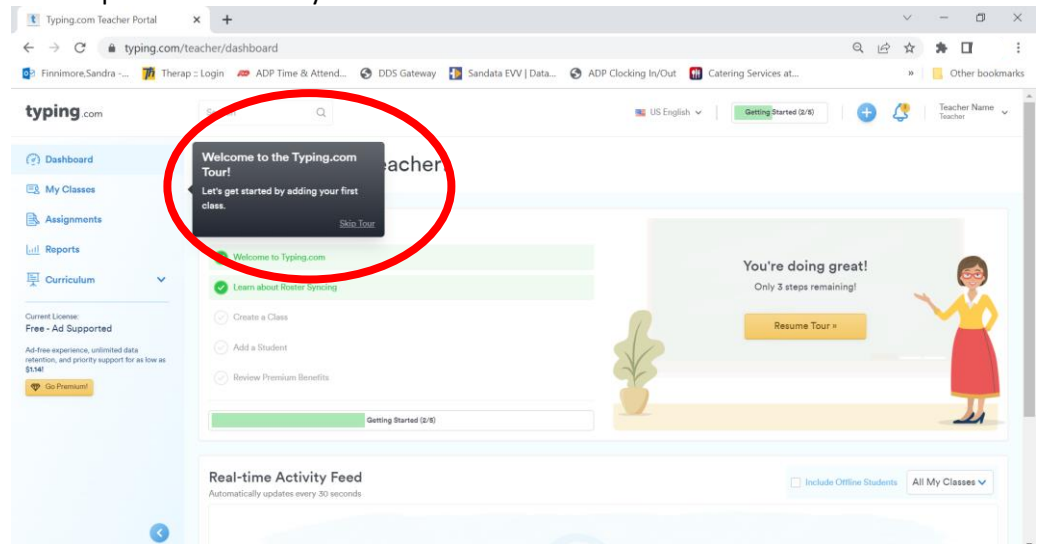 Typing.com Teacher Portal
typing.com/teacher/dashboard
Finnimore,Sandra -... Therap :: Login ADP Time & Attend... DDS Gateway Sandata EVV | Data... ADP Clocking In/Out Catering Services at... » Other bookmarks
typing.com
US English
Getting Started (2/5)
Teacher Name
Teacher
Dashboard
My Classes
Assignments
Reports
Curriculum
Current License:
Free - Ad Supported
Ad-free experience, unlimited data
retention, and priority support for as low as
$1.14!
Go Premium!
Welcome to the Typing.com
Tour!
Let's get started by adding your first
class.
Skip Tour
Welcome to Typing.com
Learn about Roster Syncing
Create a Class
Add a Student
Review Premium Benefits
Getting Started (2/5)
You're doing great!
Only 3 steps remaining!
Resume Tour »
Real-time Activity Feed
Automatically updates every 30 seconds
Include Offline Students
All My Classes